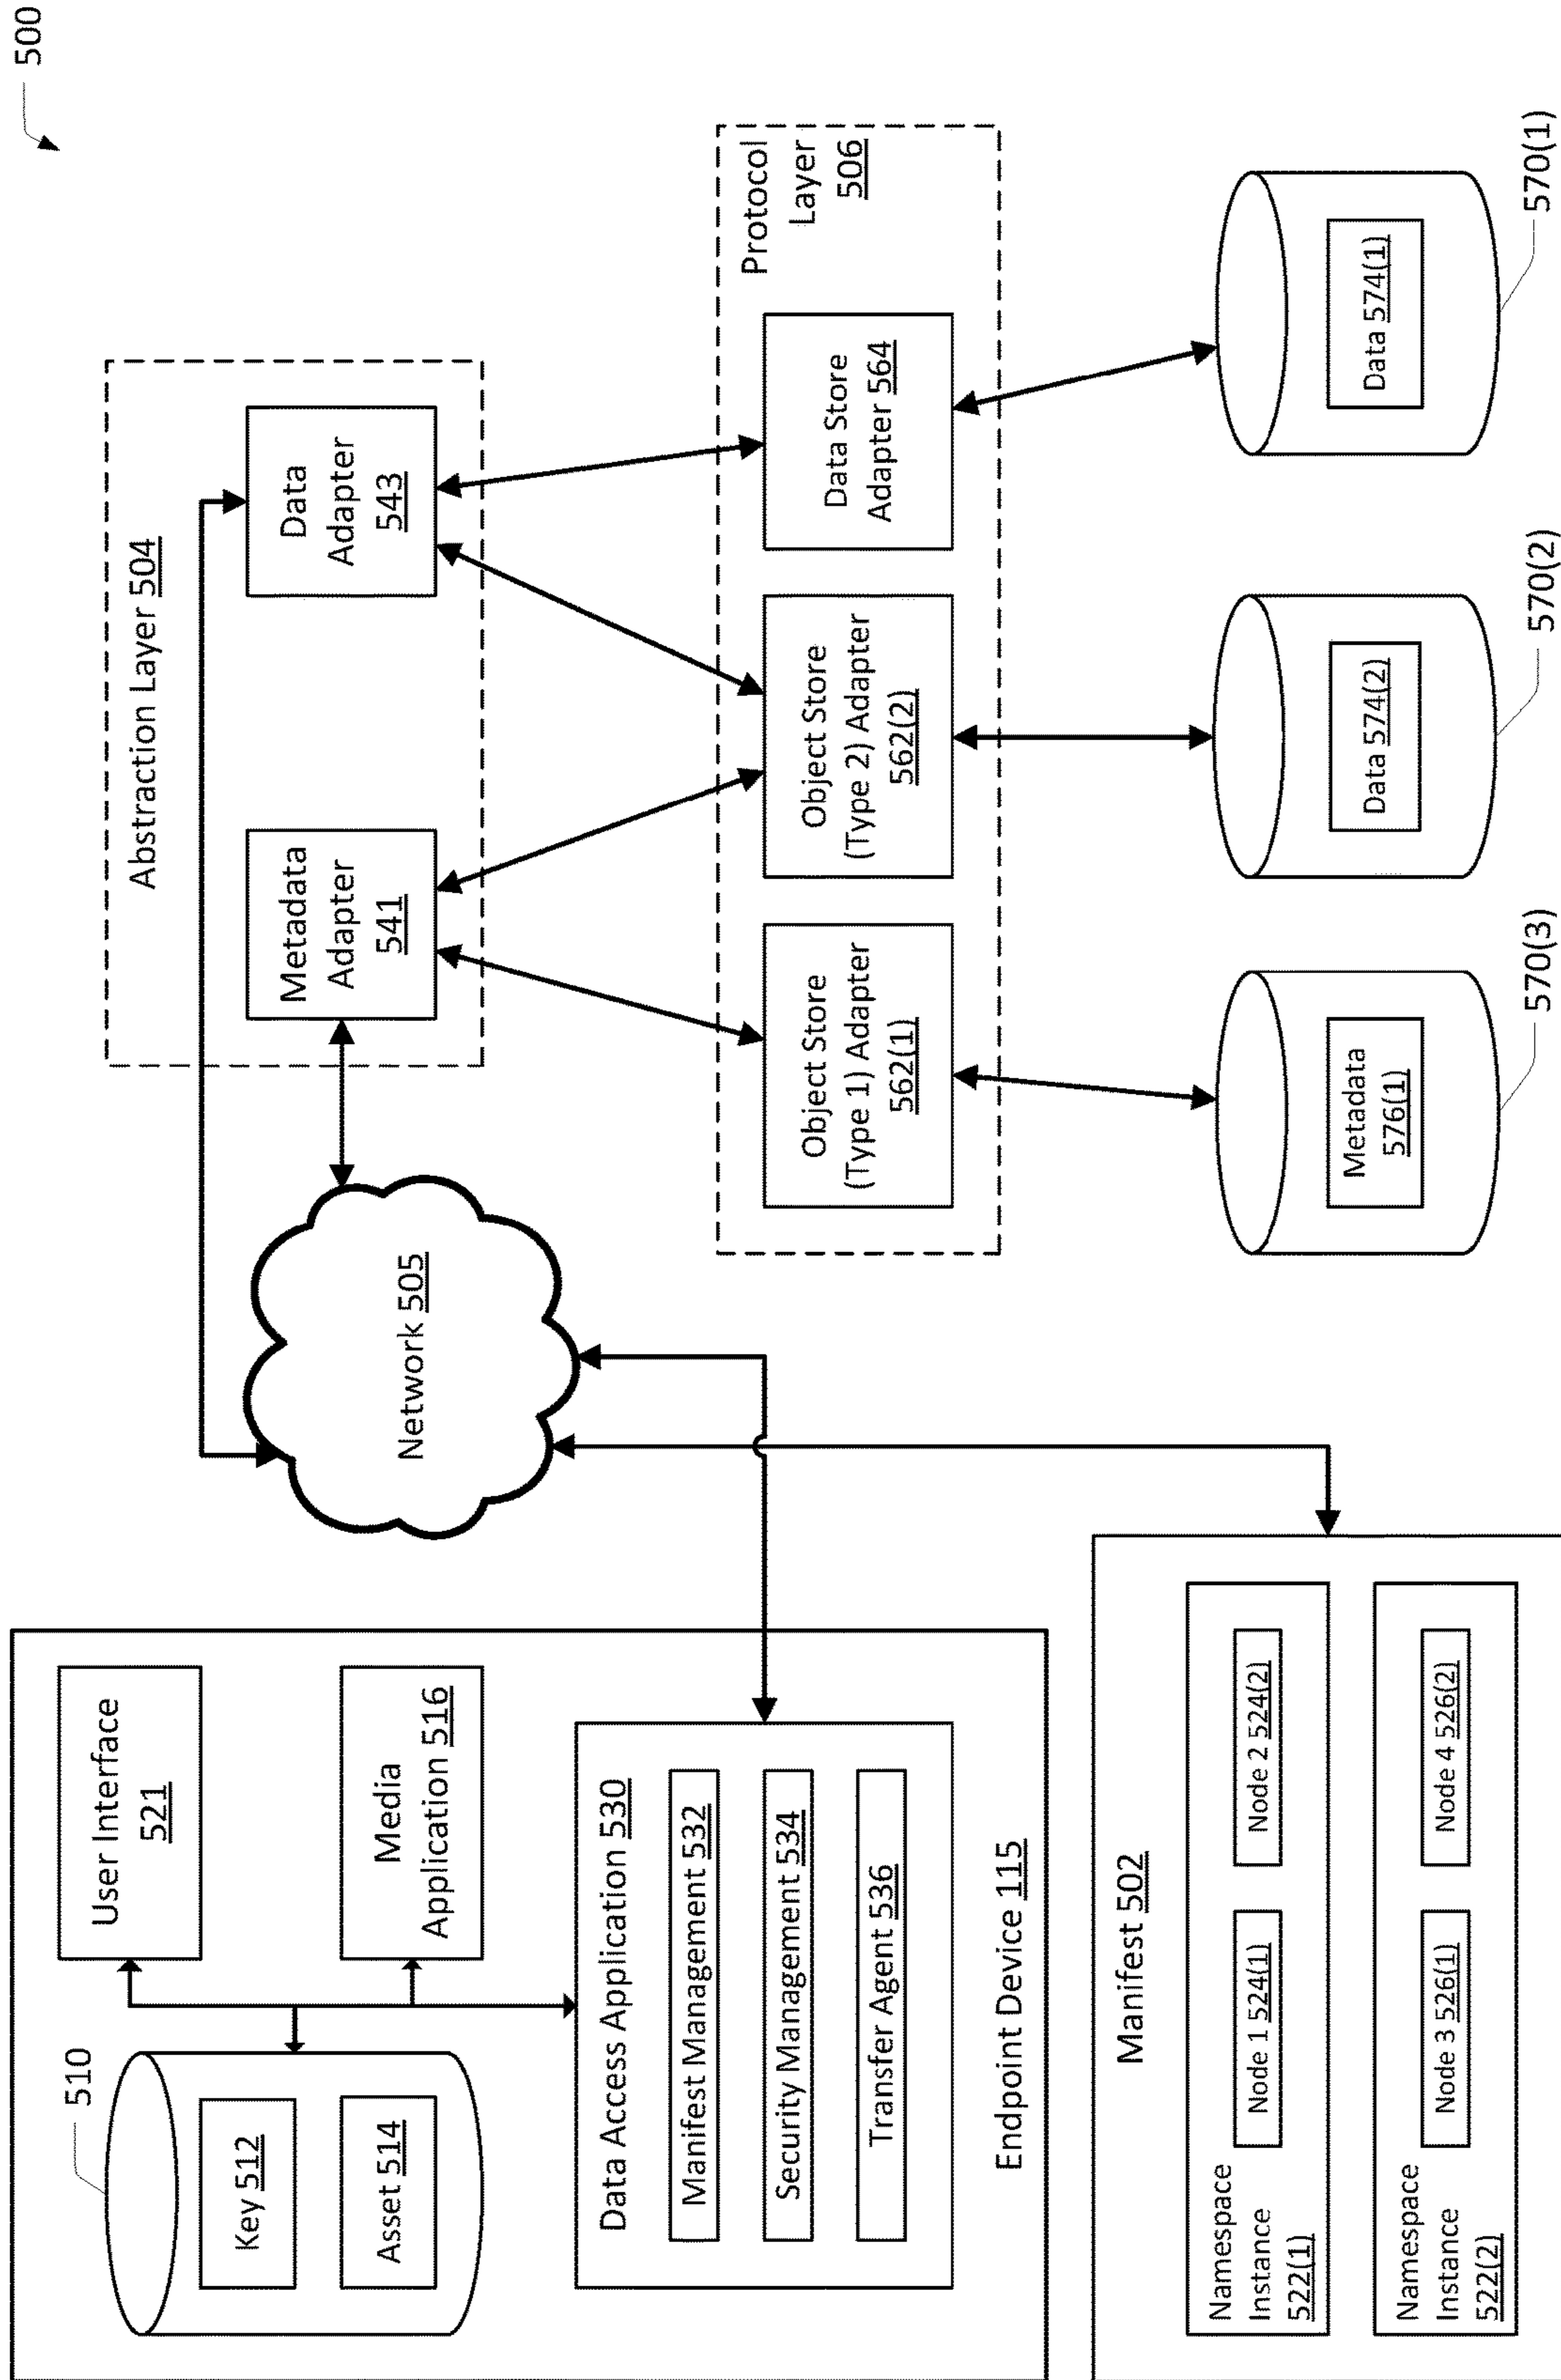 500
510
Key 512
Asset 514
User Interface
521
Media
Application 516
Data Access Application 530
Manifest Management 532
Security Management 534
Transfer Agent 536
Endpoint Device 115
Manifest 502
Namespace
Instance
522(1)
Node 1 524(1)
Node 2 524(2)
Namespace
Instance
522(2)
Node 3 526(1)
Node 4 526(2)
Network 505
Abstraction Layer 504
Metadata
Adapter
541
Data
Adapter
543
Protocol
Layer
506
Object Store
(Type 1) Adapter
562(1)
Object Store
(Type 2) Adapter
562(2)
Data Store
Adapter 564
Metadata
576(1)
570(3)
Data 574(2)
570(2)
Data 574(1)
570(1)